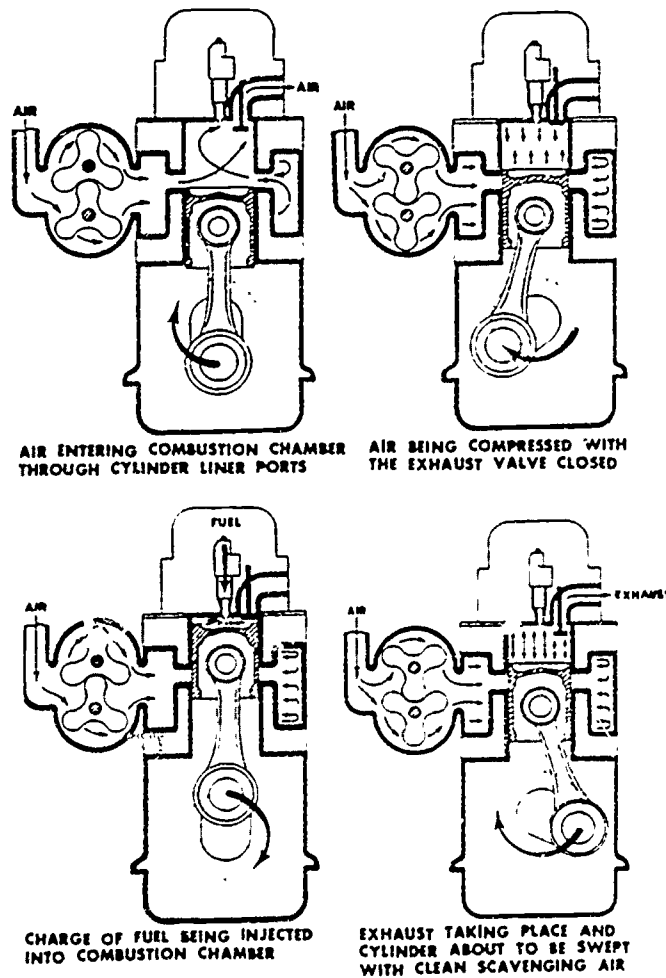 AIR
AIR
AIR ENTERING COMBUSTION CHAMBER
THROUGH CYLINDER LINER PORTS
AIR
AIR BEING COMPRESSED WITH
THE EXHAUST VALVE CLOSED
FUEL
AIR
CHARGE OF FUEL BEING INJECTED
INTO COMBUSTION CHAMBER
AIR
EXHAUST
EXHAUST TAKING PLACE AND
CYLINDER ABOUT TO BE SWEPT
WITH CLEAN SCAVENGING AIR